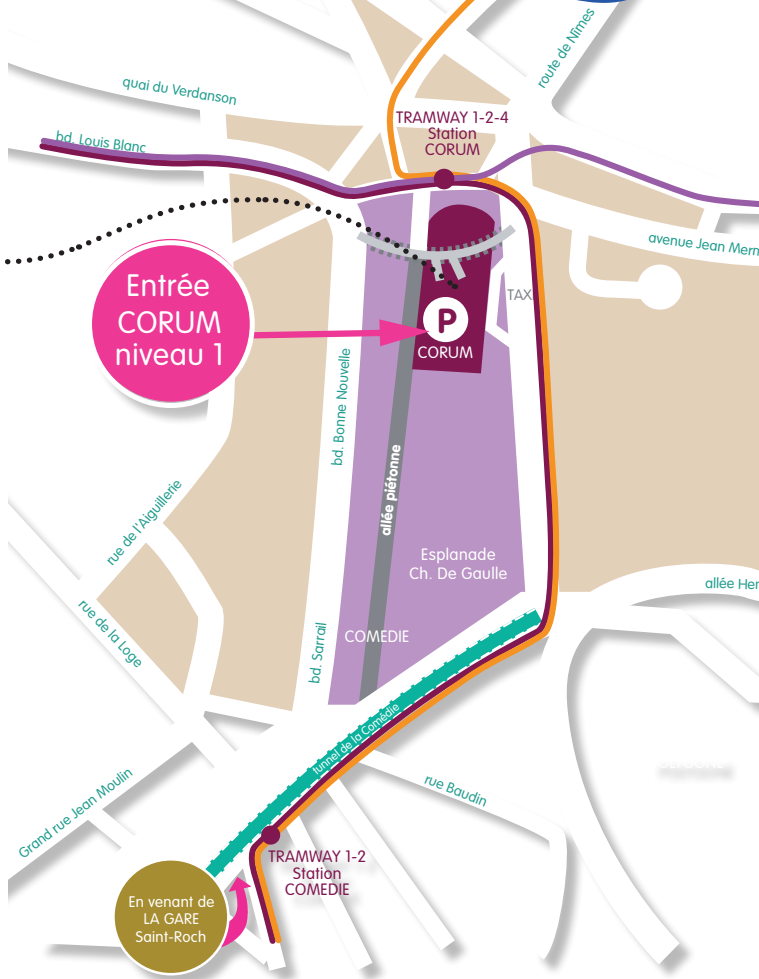 route de Nîmes
quai du Verdanson
TRAMWAY 1-2-4
Station
CORUM
bd. Louis Blanc
Entrée
CORUM
niveau 1
TAXI
P
CORUM
bd. Bonne Nouvelle
allée piétonne
rue de l'Aiguillerie
Esplanade
Ch. De Gaulle
rue de la Loge
COMEDIE
bd. Sarrail
tunnel de la Comédie
Grand rue Jean Moulin
rue Baudin
TRAMWAY 1-2
Station
COMEDIE
En venant de
LA GARE
Saint-Roch
avenue Jean Merm
allée Hen